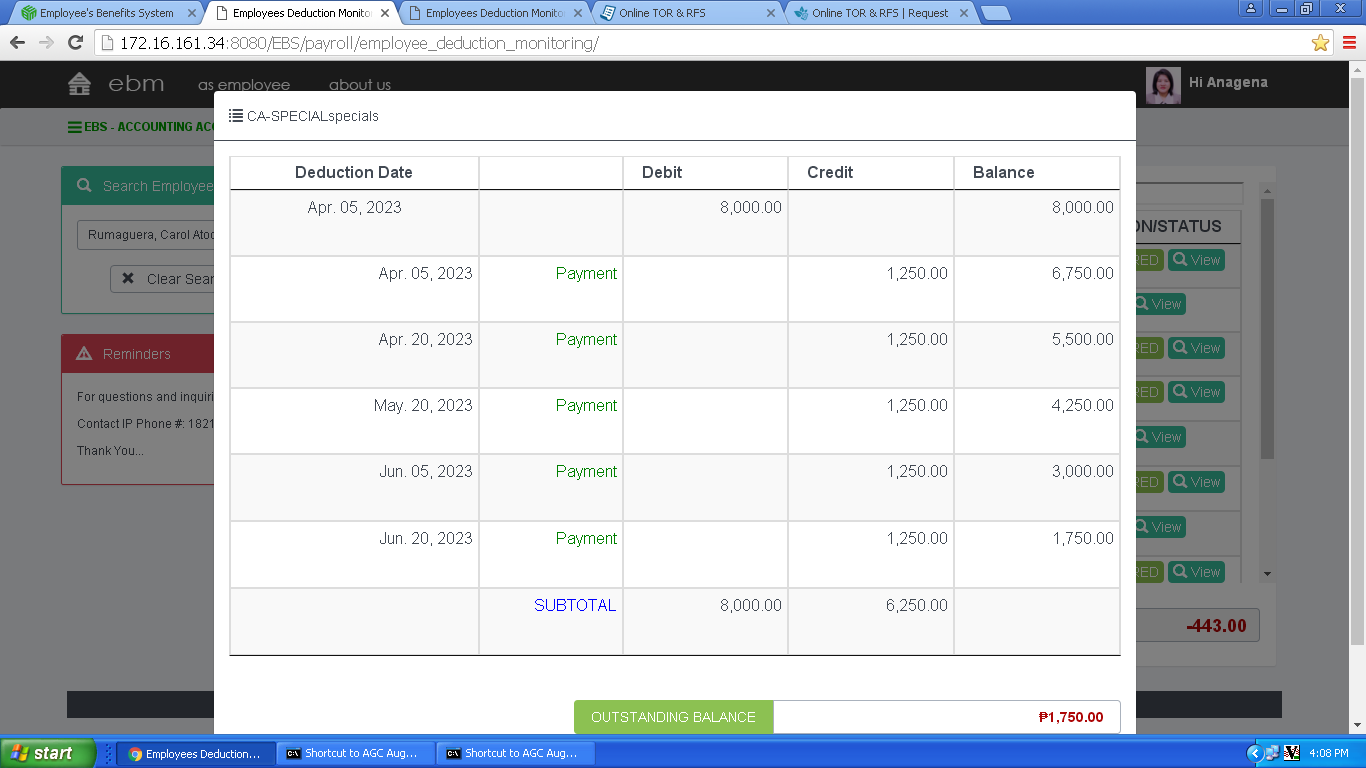 Employee's Benefits System
Employees Deduction Monito
Employees Deduction Monito
Online TOR & RFS
Online TOR & RFS | Request
172.16.161.34:8080/EBS/payroll/employee_deduction_monitoring/
ebm as employee about us Hi Anagena
EBS - ACCOUNTING AC
CA-SPECIALspecials
Search Employee
Rumaguera, Carol Atoc
Clear Sear
Reminders
For questions and inquiri
Contact IP Phone #: 1821
Thank You...
Deduction Date Debit Credit Balance
Apr. 05, 2023 8,000.00 8,000.00
Apr. 05, 2023 Payment 1,250.00 6,750.00
Apr. 20, 2023 Payment 1,250.00 5,500.00
May. 20, 2023 Payment 1,250.00 4,250.00
Jun. 05, 2023 Payment 1,250.00 3,000.00
Jun. 20, 2023 Payment 1,250.00 1,750.00
SUBTOTAL 8,000.00 6,250.00
OUTSTANDING BALANCE ₱1,750.00
ON/STATUS
RED View
View
RED View
RED View
View
RED View
View
RED View
-443.00
start
Employees Deduction...
Shortcut to AGC Aug...
Shortcut to AGC Aug...
4:08 PM